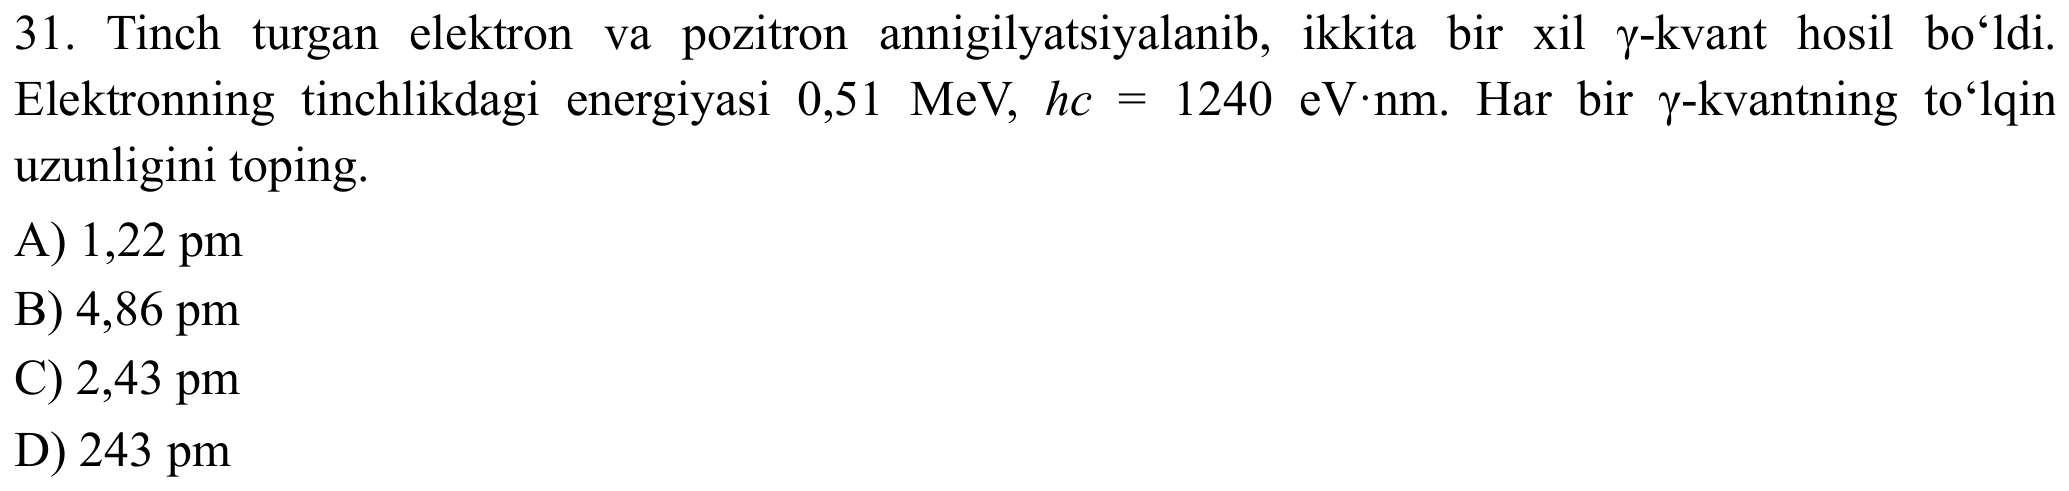 31. Tinch turgan elektron va pozitron annigilyatsiyalanib, ikkita bir xil γ-kvant hosil bo‘ldi.
Elektronning tinchlikdagi energiyasi 0,51 MeV, hc = 1240 eV·nm. Har bir γ-kvantning to‘lqin
uzunligini toping.
A) 1,22 pm
B) 4,86 pm
C) 2,43 pm
D) 243 pm